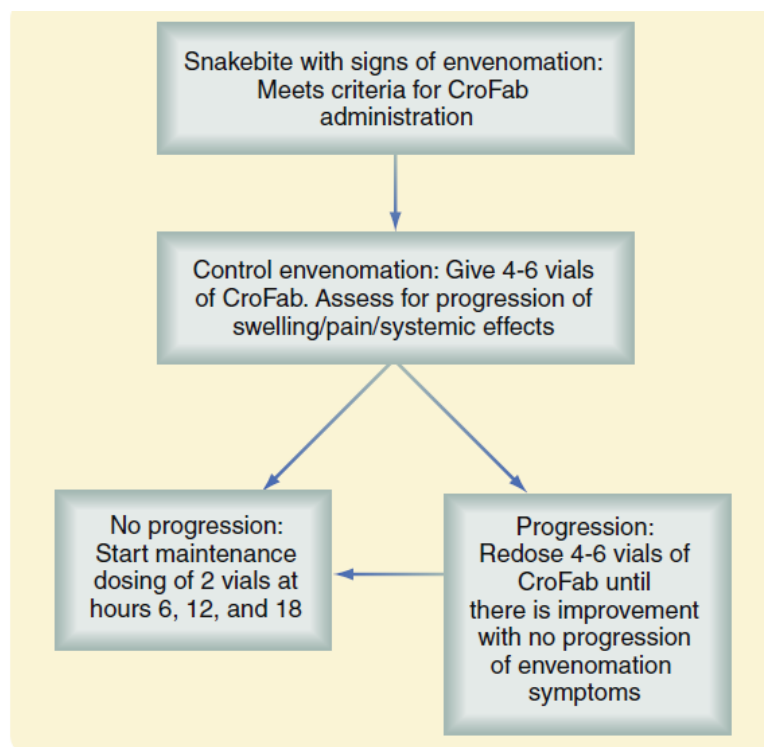 Snakebite with signs of envenomation:
Meets criteria for CroFab
administration
Control envenomation: Give 4-6 vials
of CroFab. Assess for progression of
swelling/pain/systemic effects
No progression:
Start maintenance
dosing of 2 vials at
hours 6, 12, and 18
Progression:
Redose 4-6 vials of
CroFab until
there is improvement
with no progression
of envenomation
symptoms